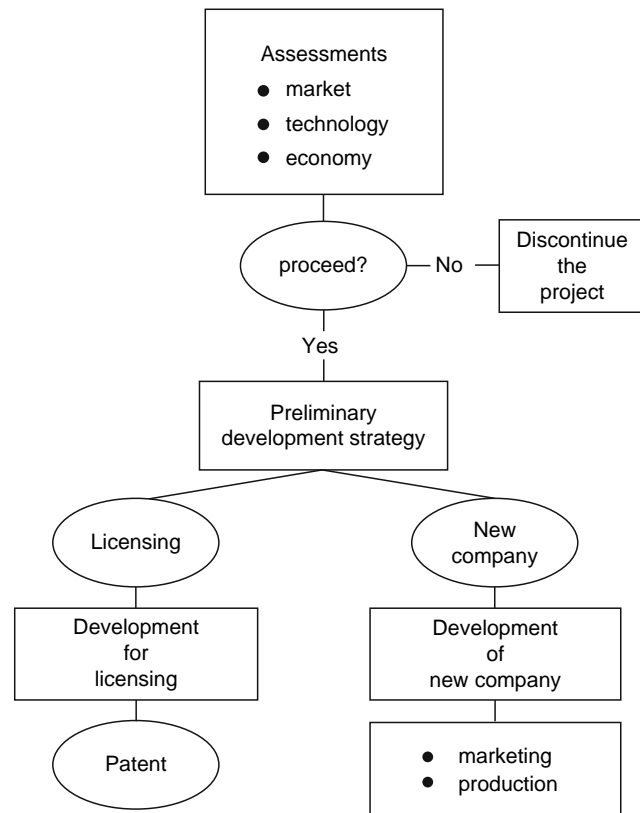 Assessments
● market
● technology
● economy
proceed?
No
Discontinue
the
project
Yes
Preliminary
development strategy
Licensing
New
company
Development
for
licensing
Development
of
new company
Patent
● marketing
● production